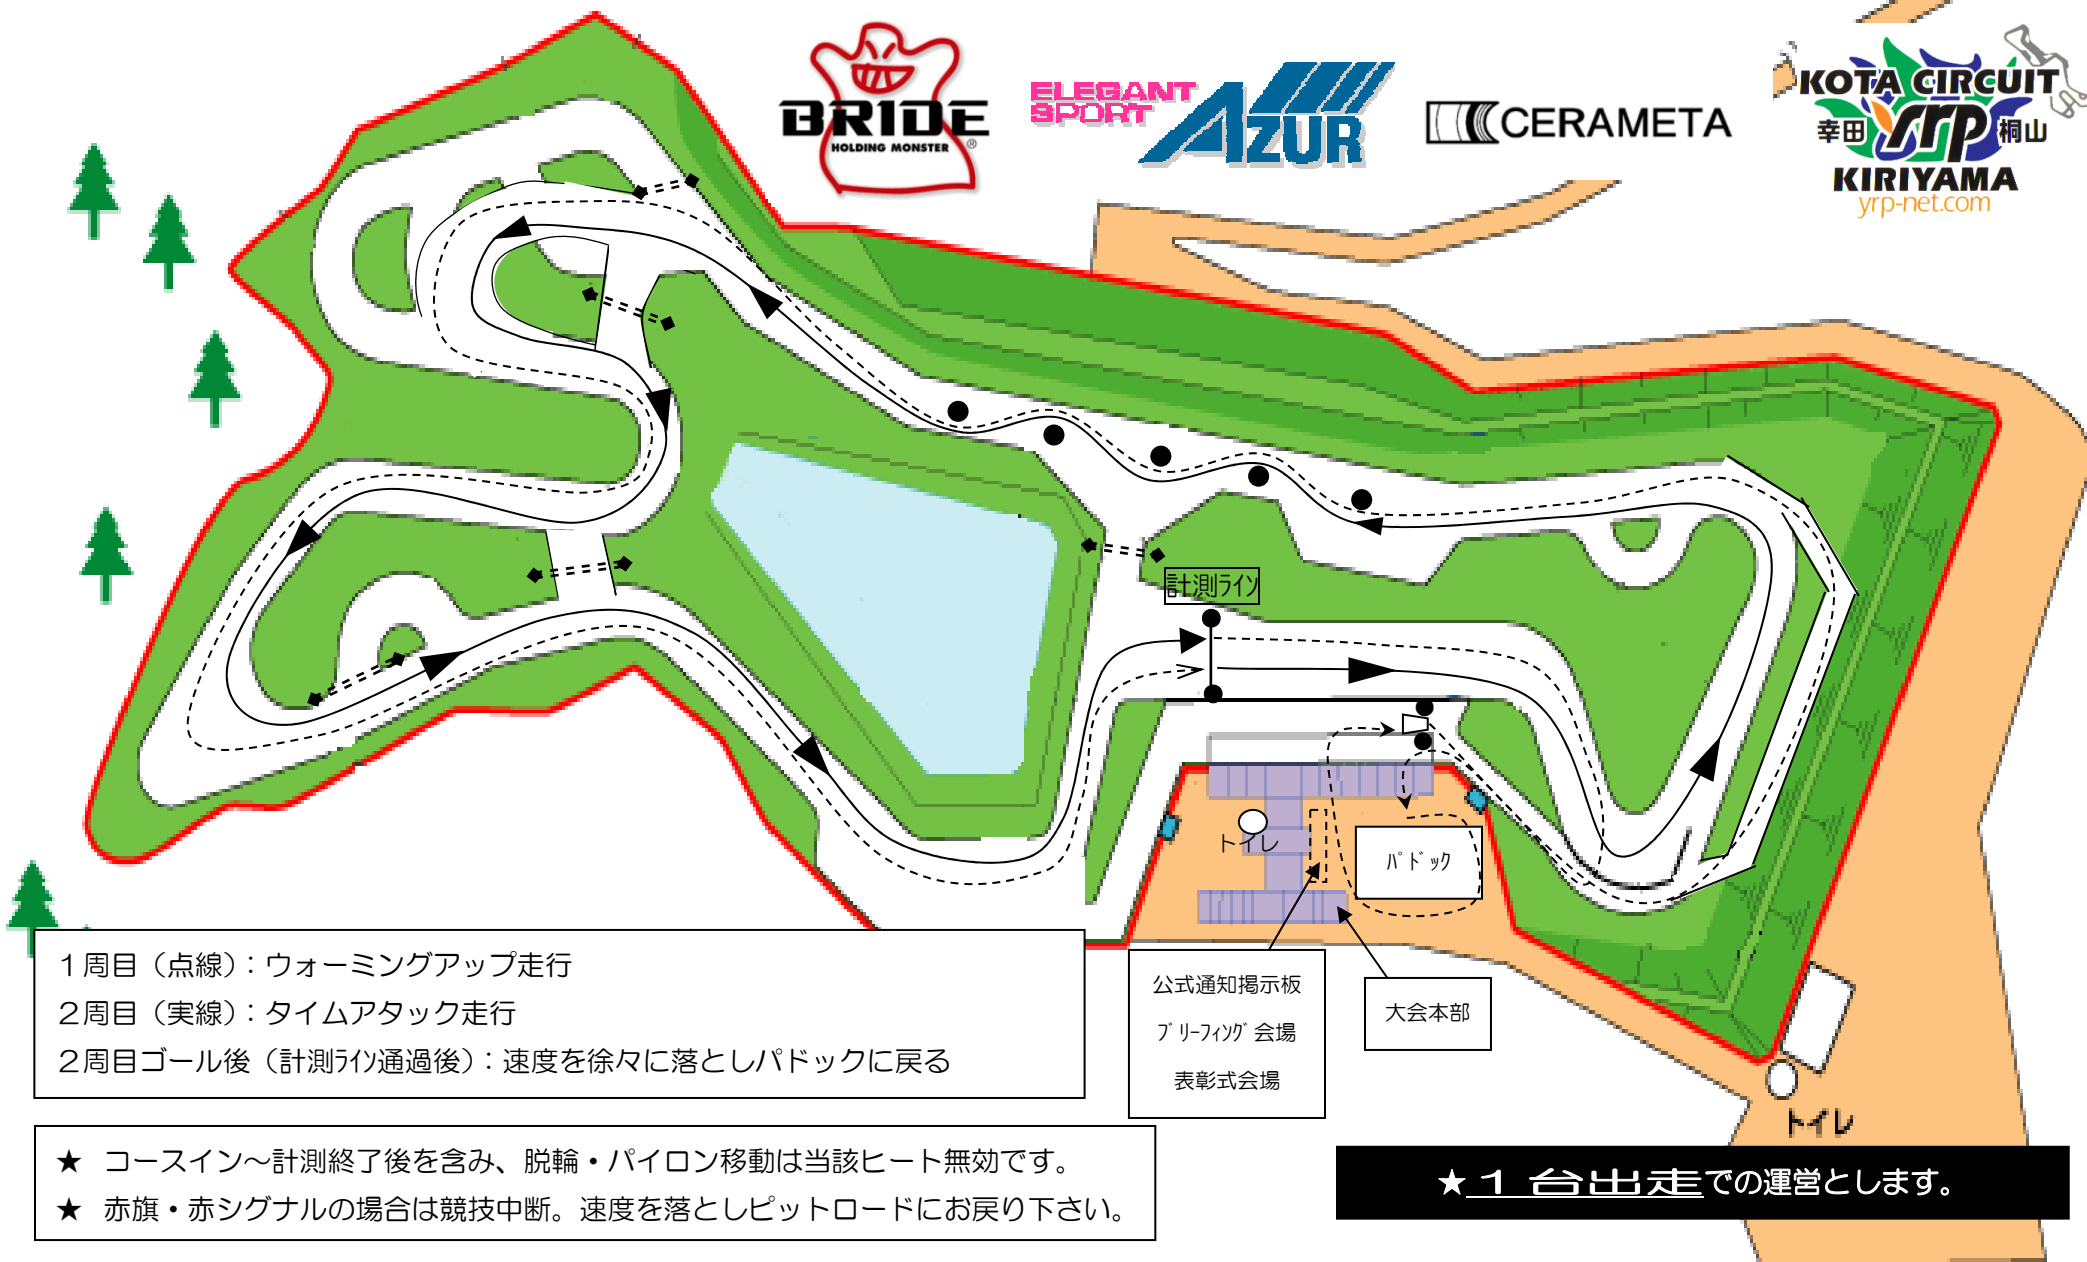 BRIDE
HOLDING MONSTER
®
ELEGANT
SPORT
AZUR
CERAMETA
KOTA CIRCUIT
幸田 yrp 桐山
KIRIYAMA
yrp-net.com
計測ﾗｲﾝ
トイレ
ﾊﾟﾄﾞｯｸ
１周目（点線）：ウォーミングアップ走行
２周目（実線）：タイムアタック走行
２周目ゴール後（計測ﾗｲﾝ通過後）：速度を徐々に落としパドックに戻る
公式通知掲示板
ﾌﾞﾘｰﾌｨﾝｸﾞ会場
表彰式会場
大会本部
トイレ
★ コースイン～計測終了後を含み、脱輪・パイロン移動は当該ヒート無効です。
★ 赤旗・赤シグナルの場合は競技中断。速度を落としピットロードにお戻り下さい。
★１台出走での運営とします。